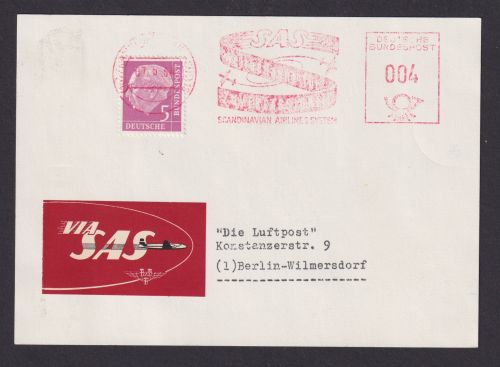 SAS
SCANDINAVIAN AIRLINES SYSTEM
DEUTSCHE
BUNDESPOST
004
5
BUNDESPOST
DEUTSCHE
VIA
SAS
"Die Luftpost"
Konstanzerstr. 9
(1)Berlin-Wilmersdorf